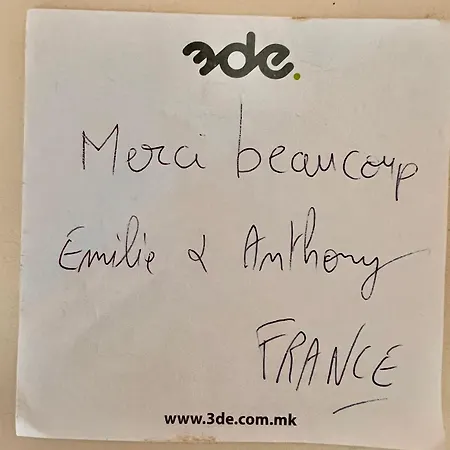 3de.
Merci beaucoup
Emilie & Anthony
FRANCE
www.3de.com.mk